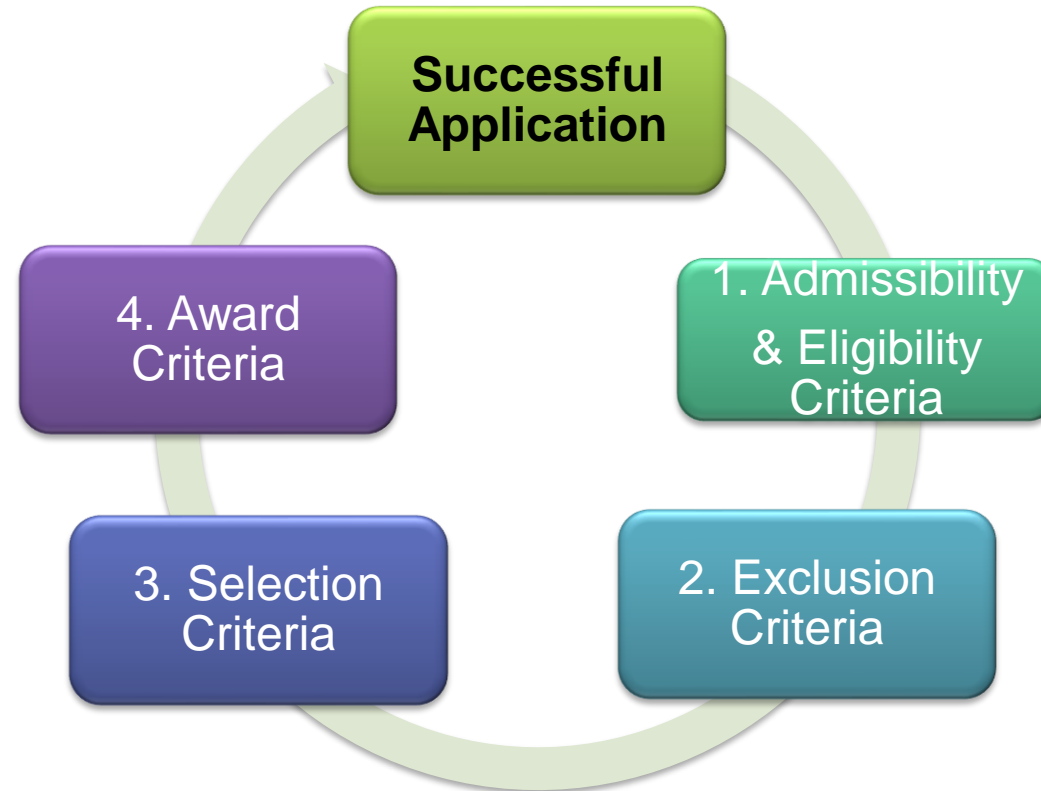 Successful
Application
1. Admissibility
& Eligibility
Criteria
2. Exclusion
Criteria
3. Selection
Criteria
4. Award
Criteria